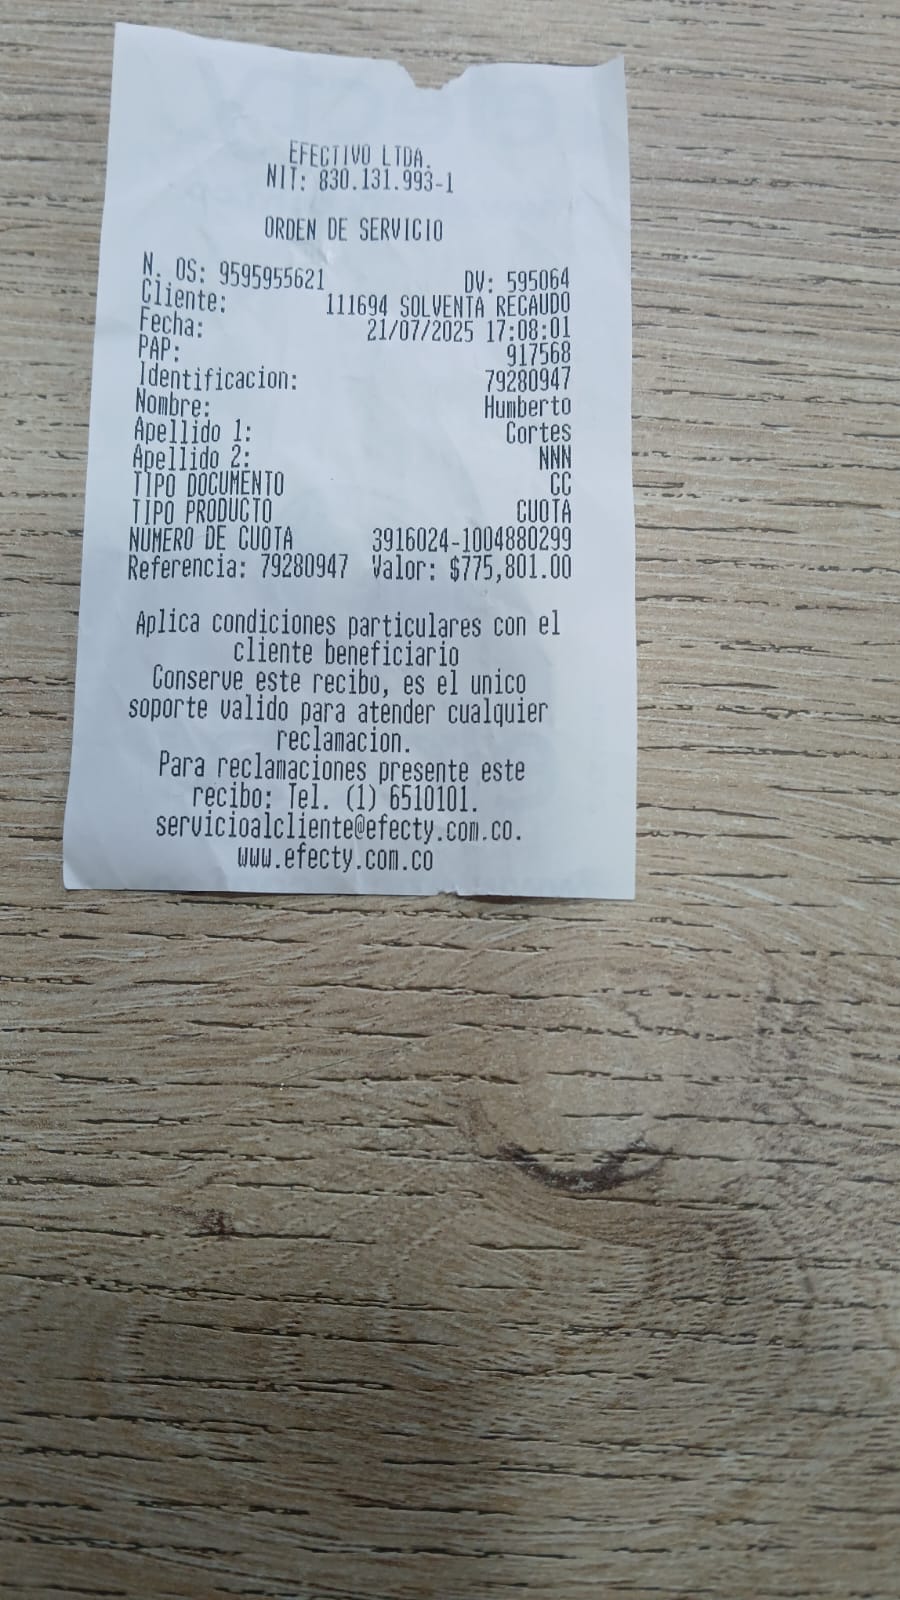 EFECTIVO LTDA.
NIT: 830.131.993-1
ORDEN DE SERVICIO
N. OS: 9595955621 DV: 595064
Cliente: 111694 SOLVENTA RECAUDO
Fecha: 21/07/2025 17:08:01
PAP: 917568
Identificacion: 79280947
Nombre: Humberto
Apellido 1: Cortes
Apellido 2: NNN
TIPO DOCUMENTO CC
TIPO PRODUCTO CUOTA
NUMERO DE CUOTA 3916024-1004880299
Referencia: 79280947 Valor: $775,801.00
Aplica condiciones particulares con el
cliente beneficiario
Conserve este recibo, es el unico
soporte valido para atender cualquier
reclamacion.
Para reclamaciones presente este
recibo: Tel. (1) 6510101.
servicioalcliente@efecty.com.co.
www.efecty.com.co